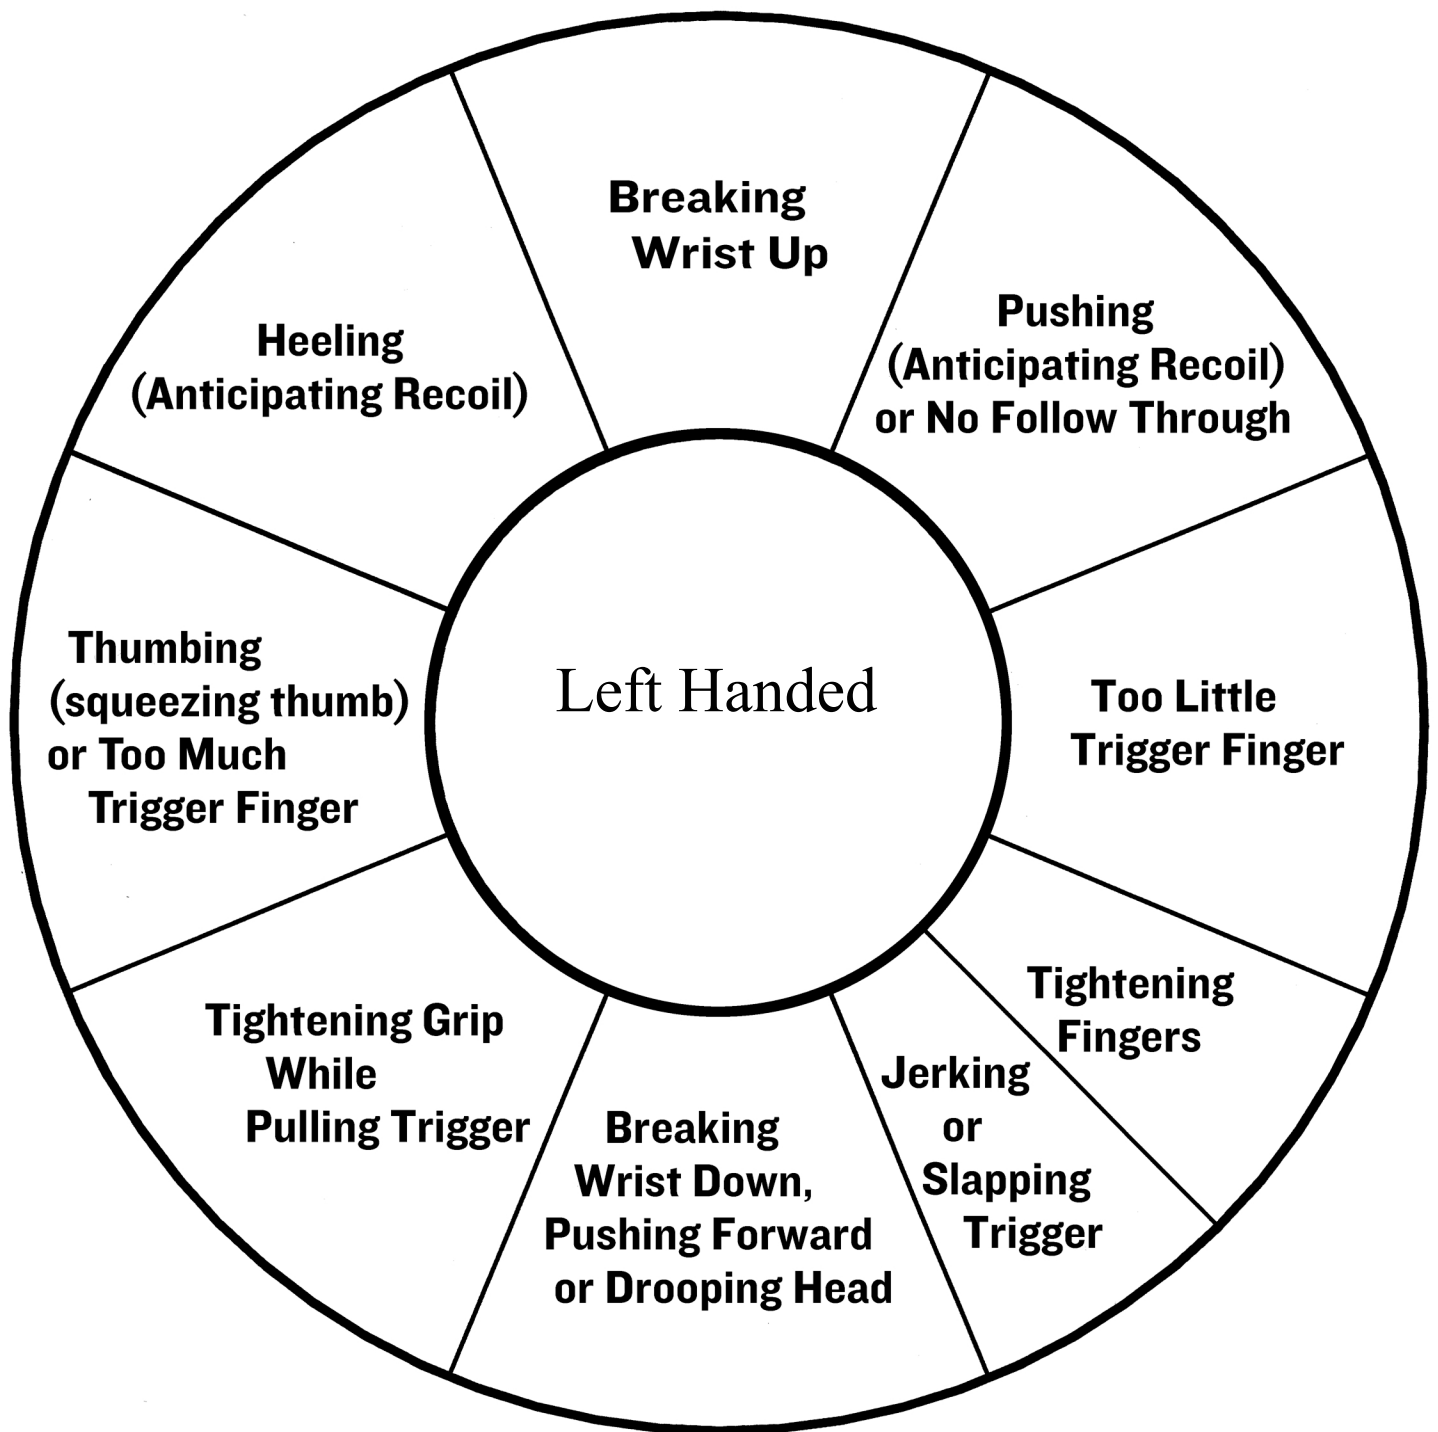 Breaking
Wrist Up
Pushing
(Anticipating Recoil)
or No Follow Through
Heeling
(Anticipating Recoil)
Thumbing
(squeezing thumb)
or Too Much
Trigger Finger
Left Handed
Too Little
Trigger Finger
Tightening
Fingers
Jerking
or
Slapping
Trigger
Tightening Grip
While
Pulling Trigger
Breaking
Wrist Down,
Pushing Forward
or Drooping Head